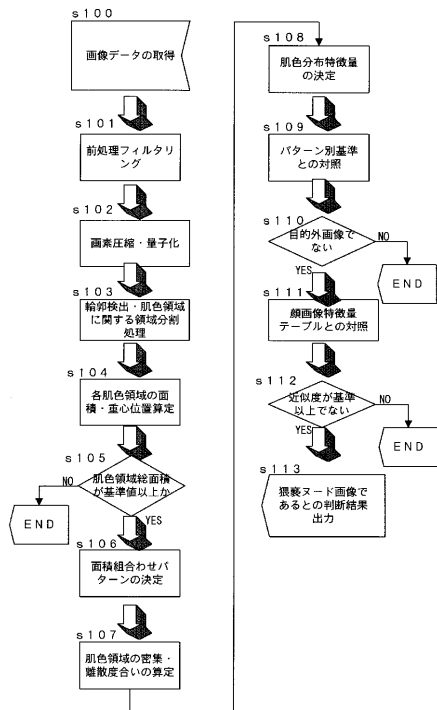 s100
画像データの取得
s101
前処理フィルタリ
ング
s102
画素圧縮・量子化
s103
輪郭検出・肌色領域
に関する領域分割
処理
s104
各肌色領域の面
積・重心位置算定
s105
肌色領域総面積
が基準値以上か
NO
END
YES
s106
面積組合わせパ
ターンの決定
s107
肌色領域の密集・
離散度合いの算定
s108
肌色分布特徴量
の決定
s109
パターン別基準
との対照
s110
目的外画像で
ない
NO
END
YES
s111
顔画像特徴量
テーブルとの対照
s112
近似度が基準
以上でない
NO
END
YES
s113
猥褻ヌード画像で
あるとの判断結果
出力